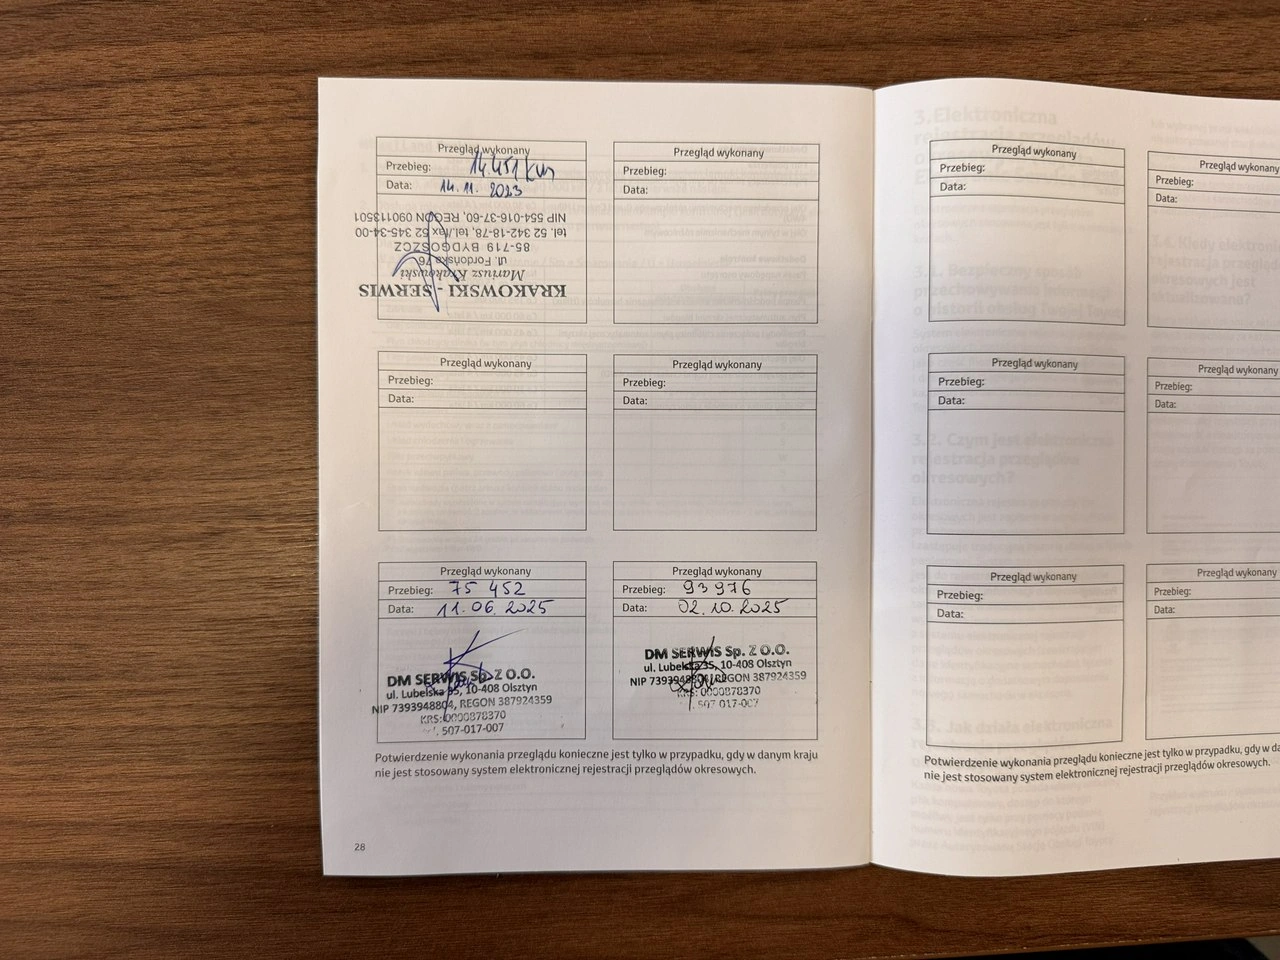 Przegląd wykonany
Przebieg: 14.451 km
Data: 14.11.2023
KRAKOWSKI - SERWIS
Mariusz Krakowski
ul. Fordońska 76
85-719 BYDGOSZCZ
tel. 52 342-18-78, tel./fax 52 345-34-00
NIP 554-016-37-60, REGON 090113501
Przegląd wykonany
Przebieg:
Data:
Przegląd wykonany
Przebieg:
Data:
Przegląd wykonany
Przebieg:
Data:
Przegląd wykonany
Przebieg: 75 452
Data: 11.06.2025
DM SERWIS Sp. Z O.O.
ul. Lubelska 35, 10-408 Olsztyn
NIP 7393948804, REGON 387924359
KRS: 0000878370
507-017-007
Przegląd wykonany
Przebieg: 93 976
Data: 02.10.2025
DM SERWIS Sp. Z O.O.
ul. Lubelska 35, 10-408 Olsztyn
NIP 7393948804, REGON 387924359
KRS: 0000878370
507 017-007
Potwierdzenie wykonania przeglądu konieczne jest tylko w przypadku, gdy w danym kraju
nie jest stosowany system elektronicznej rejestracji przeglądów okresowych.
28
Przegląd wykonany
Przebieg:
Data:
Przegląd wykonany
Przebieg:
Data:
Przegląd wykonany
Przebieg:
Data:
Przegląd wykonany
Przebieg:
Data:
Przegląd wykonany
Przebieg:
Data:
Przegląd wykonany
Przebieg:
Data:
Potwierdzenie wykonania przeglądu konieczne jest tylko w przypadku, gdy w
nie jest stosowany system elektronicznej rejestracji przeglądów okresowych.